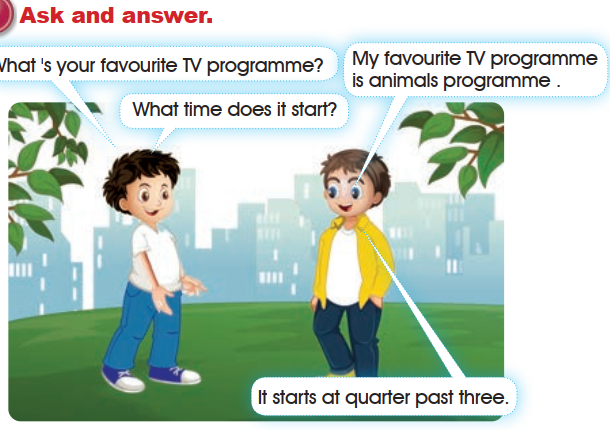 Ask and answer.
What 's your favourite TV programme?
My favourite TV programme
is animals programme .
What time does it start?
It starts at quarter past three.